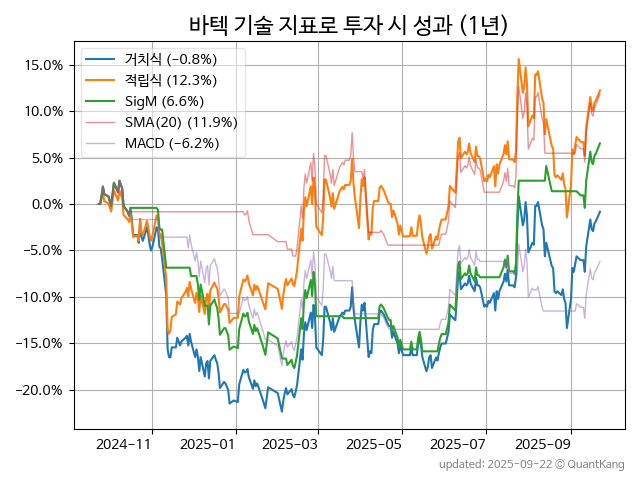 바텍 기술 지표로 투자 시 성과 (1년)
거치식 (−0.8%)
적립식 (12.3%)
SigM (6.6%)
SMA(20) (11.9%)
MACD (−6.2%)
15.0%
10.0%
5.0%
0.0%
−5.0%
−10.0%
−15.0%
−20.0%
2024−11 2025−01 2025−03 2025−05 2025−07 2025−09
updated: 2025-09-22 © QuantKang